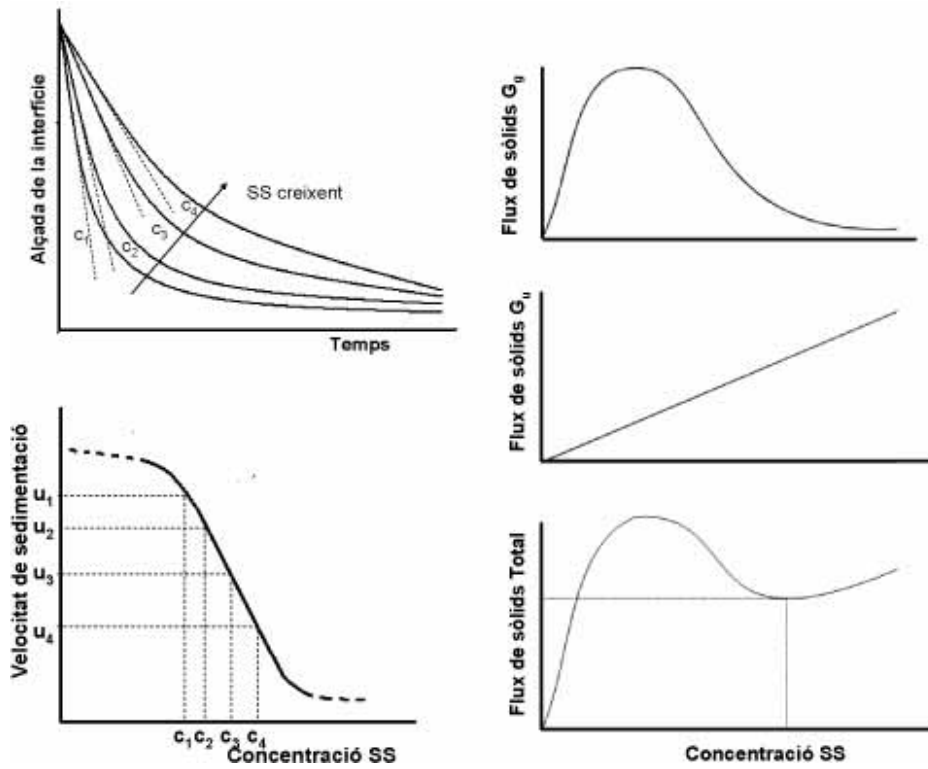 Alçada de la interfície
c1
c2
c3
c4
SS creixent
Temps
Velocitat de sedimentació
u1
u2
u3
u4
c1 c2 c3 c4
Concentració SS
Flux de sòlids Gg
Flux de sòlids Gu
Flux de sòlids Total
Concentració SS